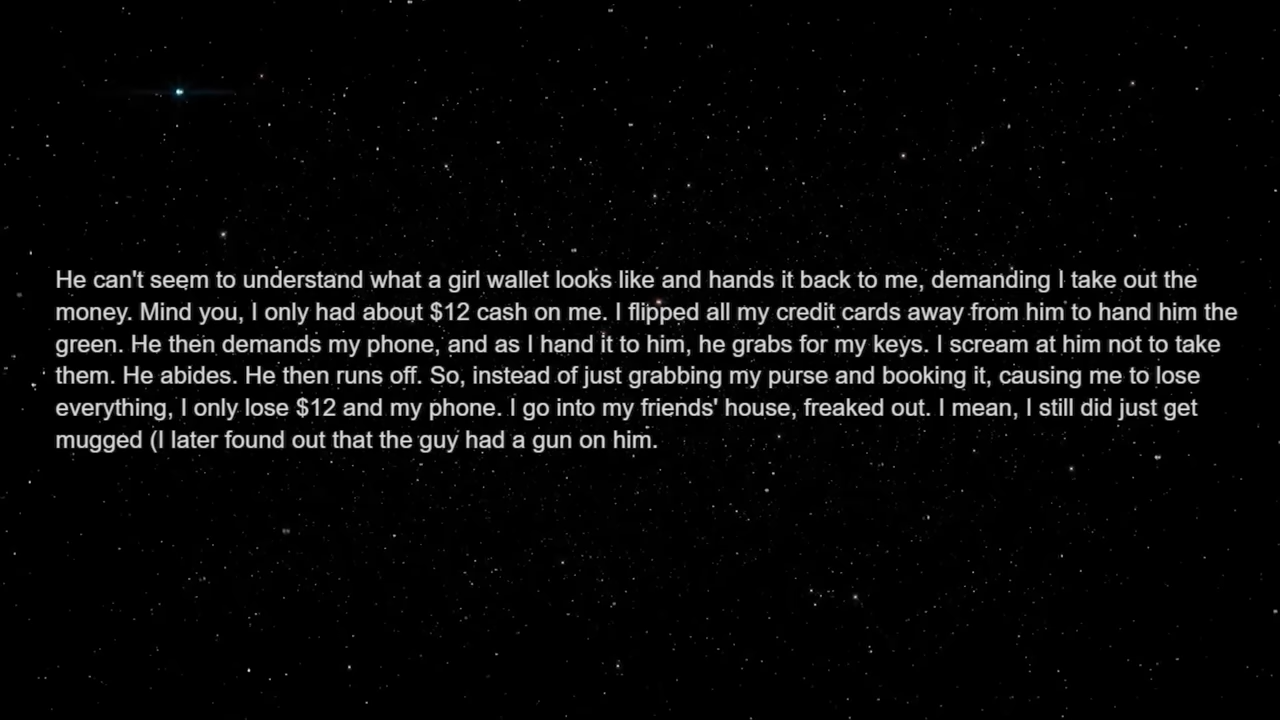 He can't seem to understand what a girl wallet looks like and hands it back to me, demanding I take out the
money. Mind you, I only had about $12 cash on me. I flipped all my credit cards away from him to hand him the
green. He then demands my phone, and as I hand it to him, he grabs for my keys. I scream at him not to take
them. He abides. He then runs off. So, instead of just grabbing my purse and booking it, causing me to lose
everything, I only lose $12 and my phone. I go into my friends' house, freaked out. I mean, I still did just get
mugged (I later found out that the guy had a gun on him.